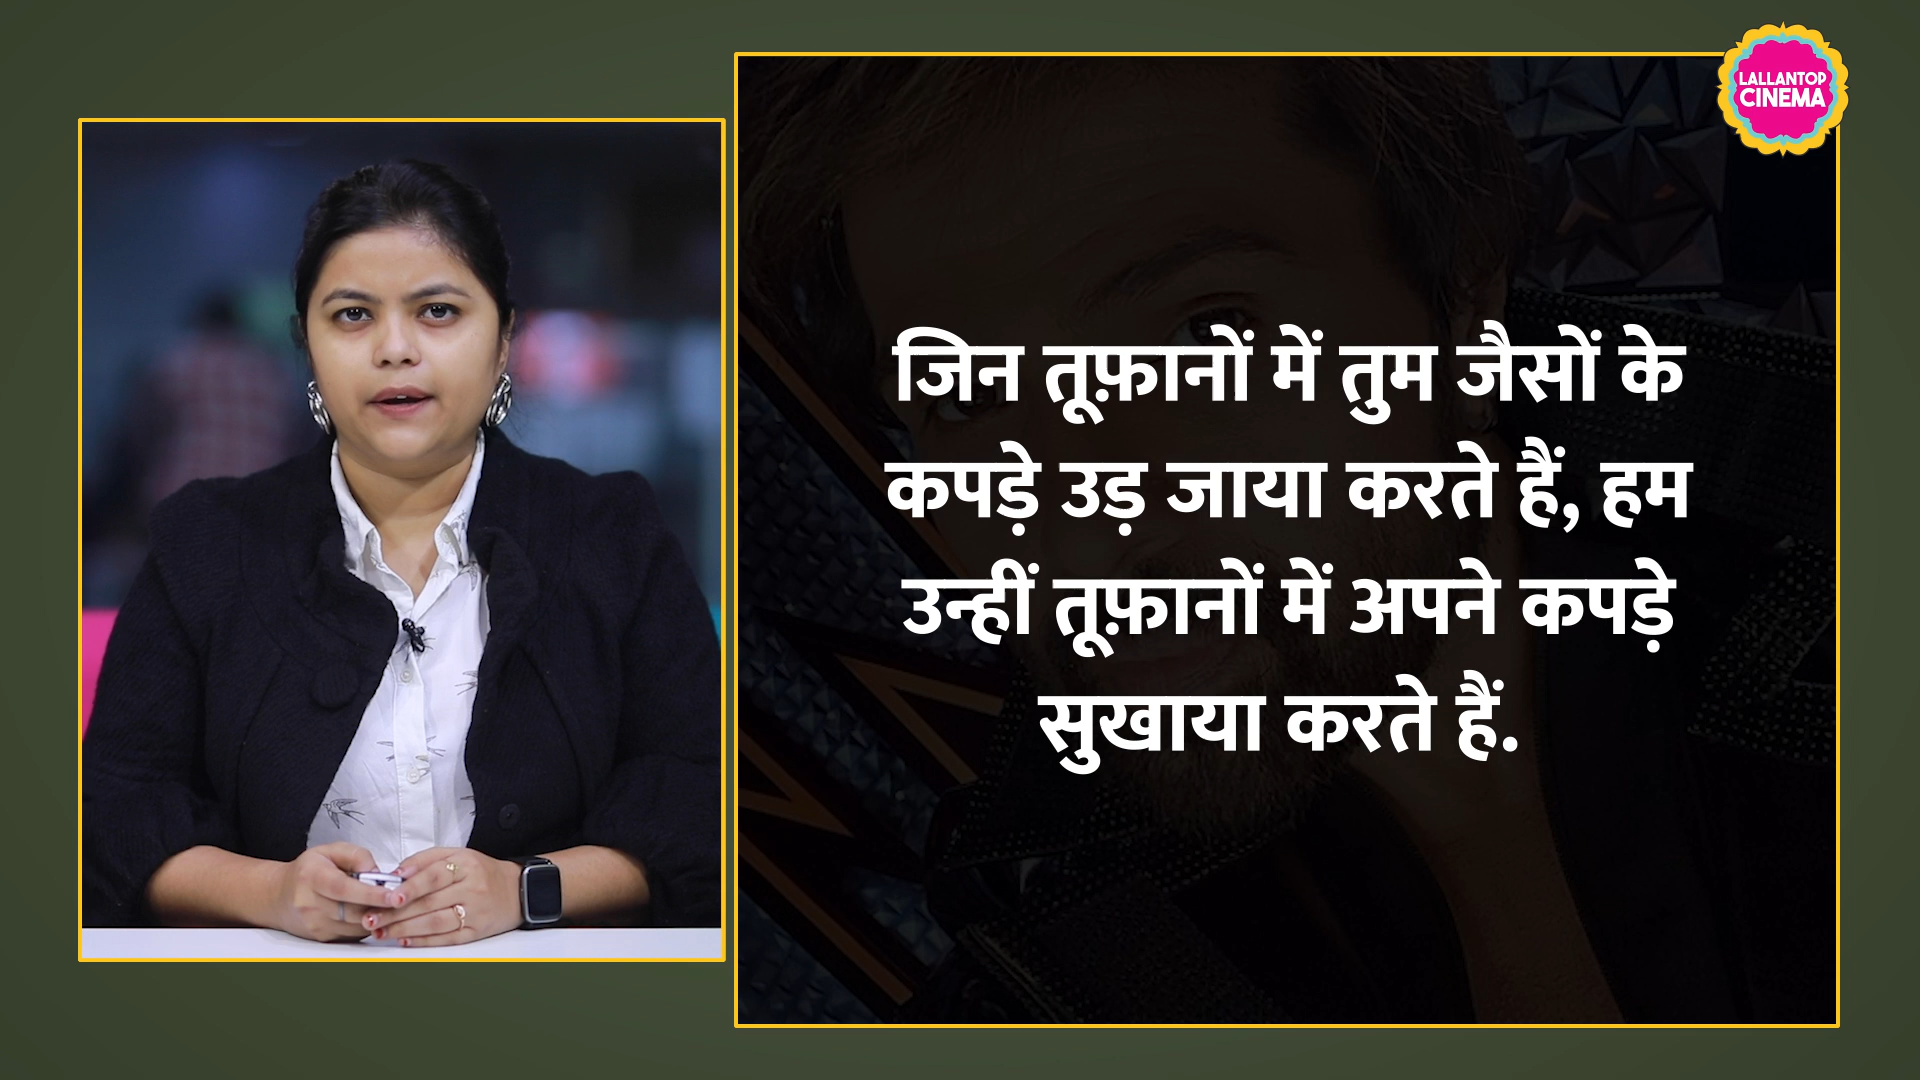 LALLANTOP
CINEMA
जिन तूफ़ानों में तुम जैसों के
कपड़े उड़ जाया करते हैं, हम
उन्हीं तूफ़ानों में अपने कपड़े
सुखाया करते हैं.